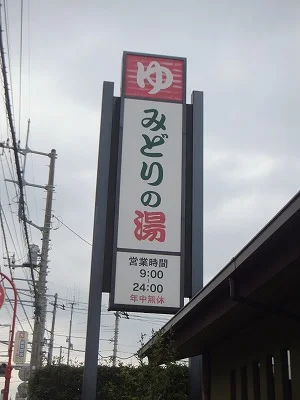 ゆ
みどりの湯
営業時間
9:00
24:00
年中無休